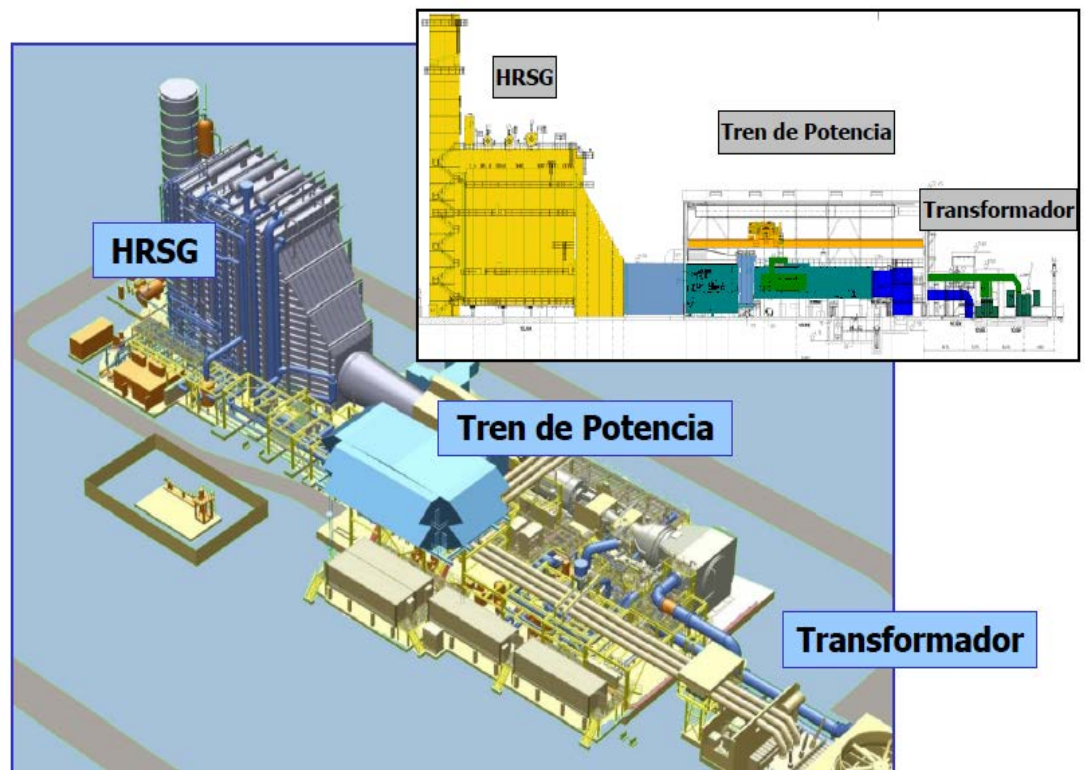 HRSG
Tren de Potencia
Transformador
HRSG
Tren de Potencia
Transformador